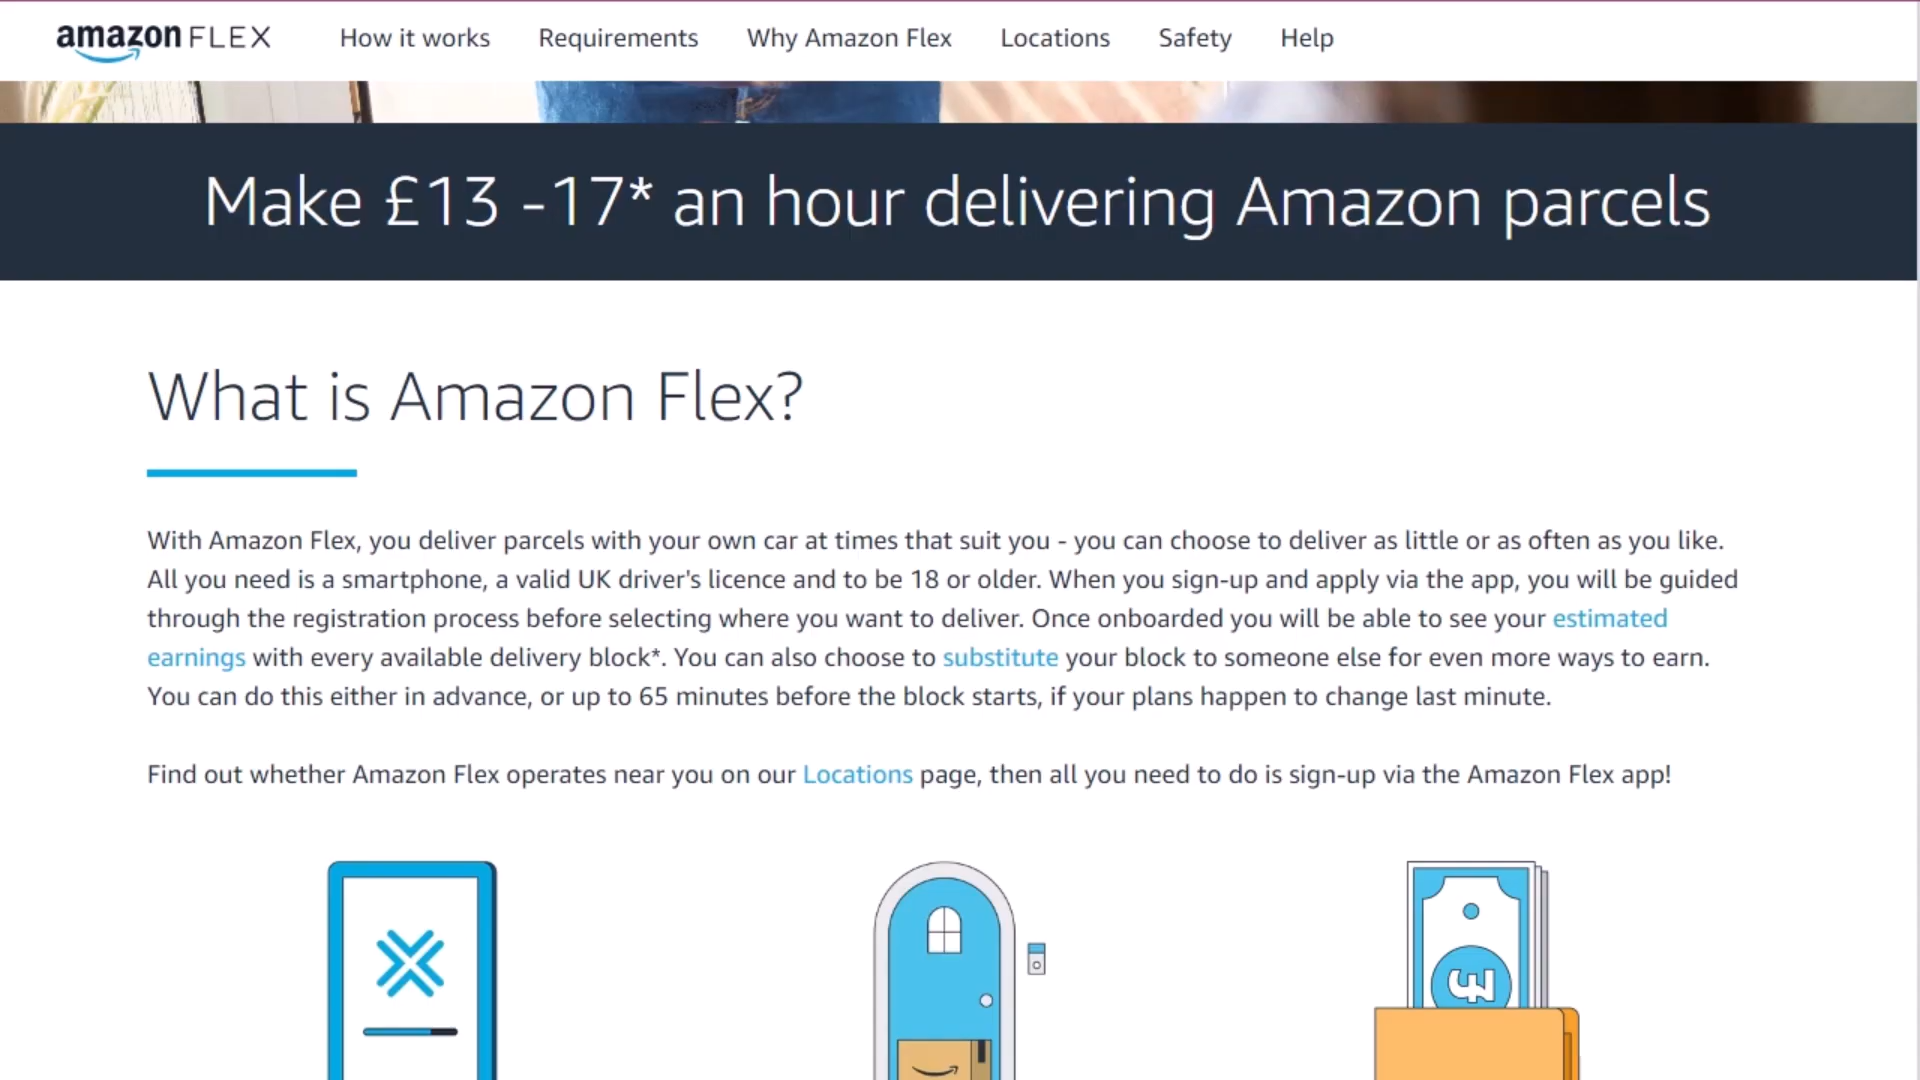 amazon FLEX
How it works
Requirements
Why Amazon Flex
Locations
Safety
Help
Make £13 -17* an hour delivering Amazon parcels
What is Amazon Flex?
With Amazon Flex, you deliver parcels with your own car at times that suit you - you can choose to deliver as little or as often as you like.
All you need is a smartphone, a valid UK driver's licence and to be 18 or older. When you sign-up and apply via the app, you will be guided
through the registration process before selecting where you want to deliver. Once onboarded you will be able to see your estimated
earnings with every available delivery block*. You can also choose to substitute your block to someone else for even more ways to earn.
You can do this either in advance, or up to 65 minutes before the block starts, if your plans happen to change last minute.
Find out whether Amazon Flex operates near you on our Locations page, then all you need to do is sign-up via the Amazon Flex app!
£